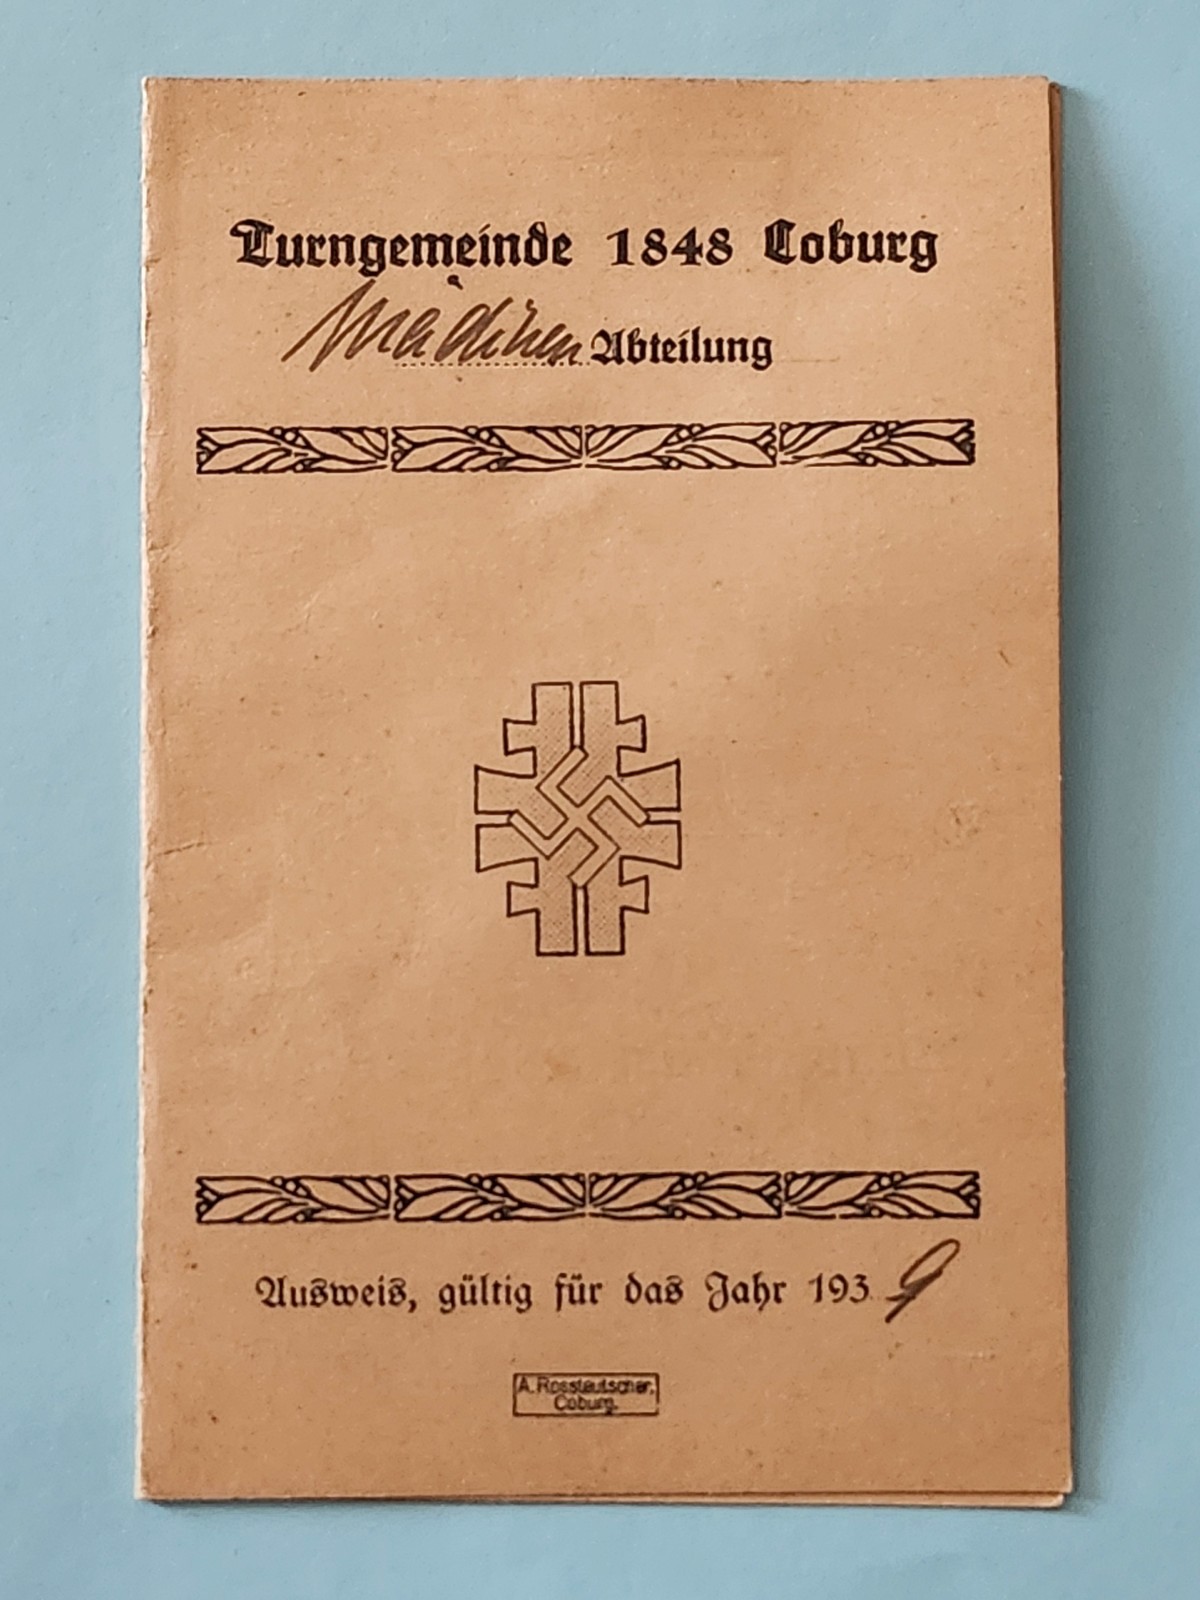 Turngemeinde 1848 Coburg
Mädchen Abteilung
Ausweis, gültig für das Jahr 1939
A. Rossteutscher,
Coburg.